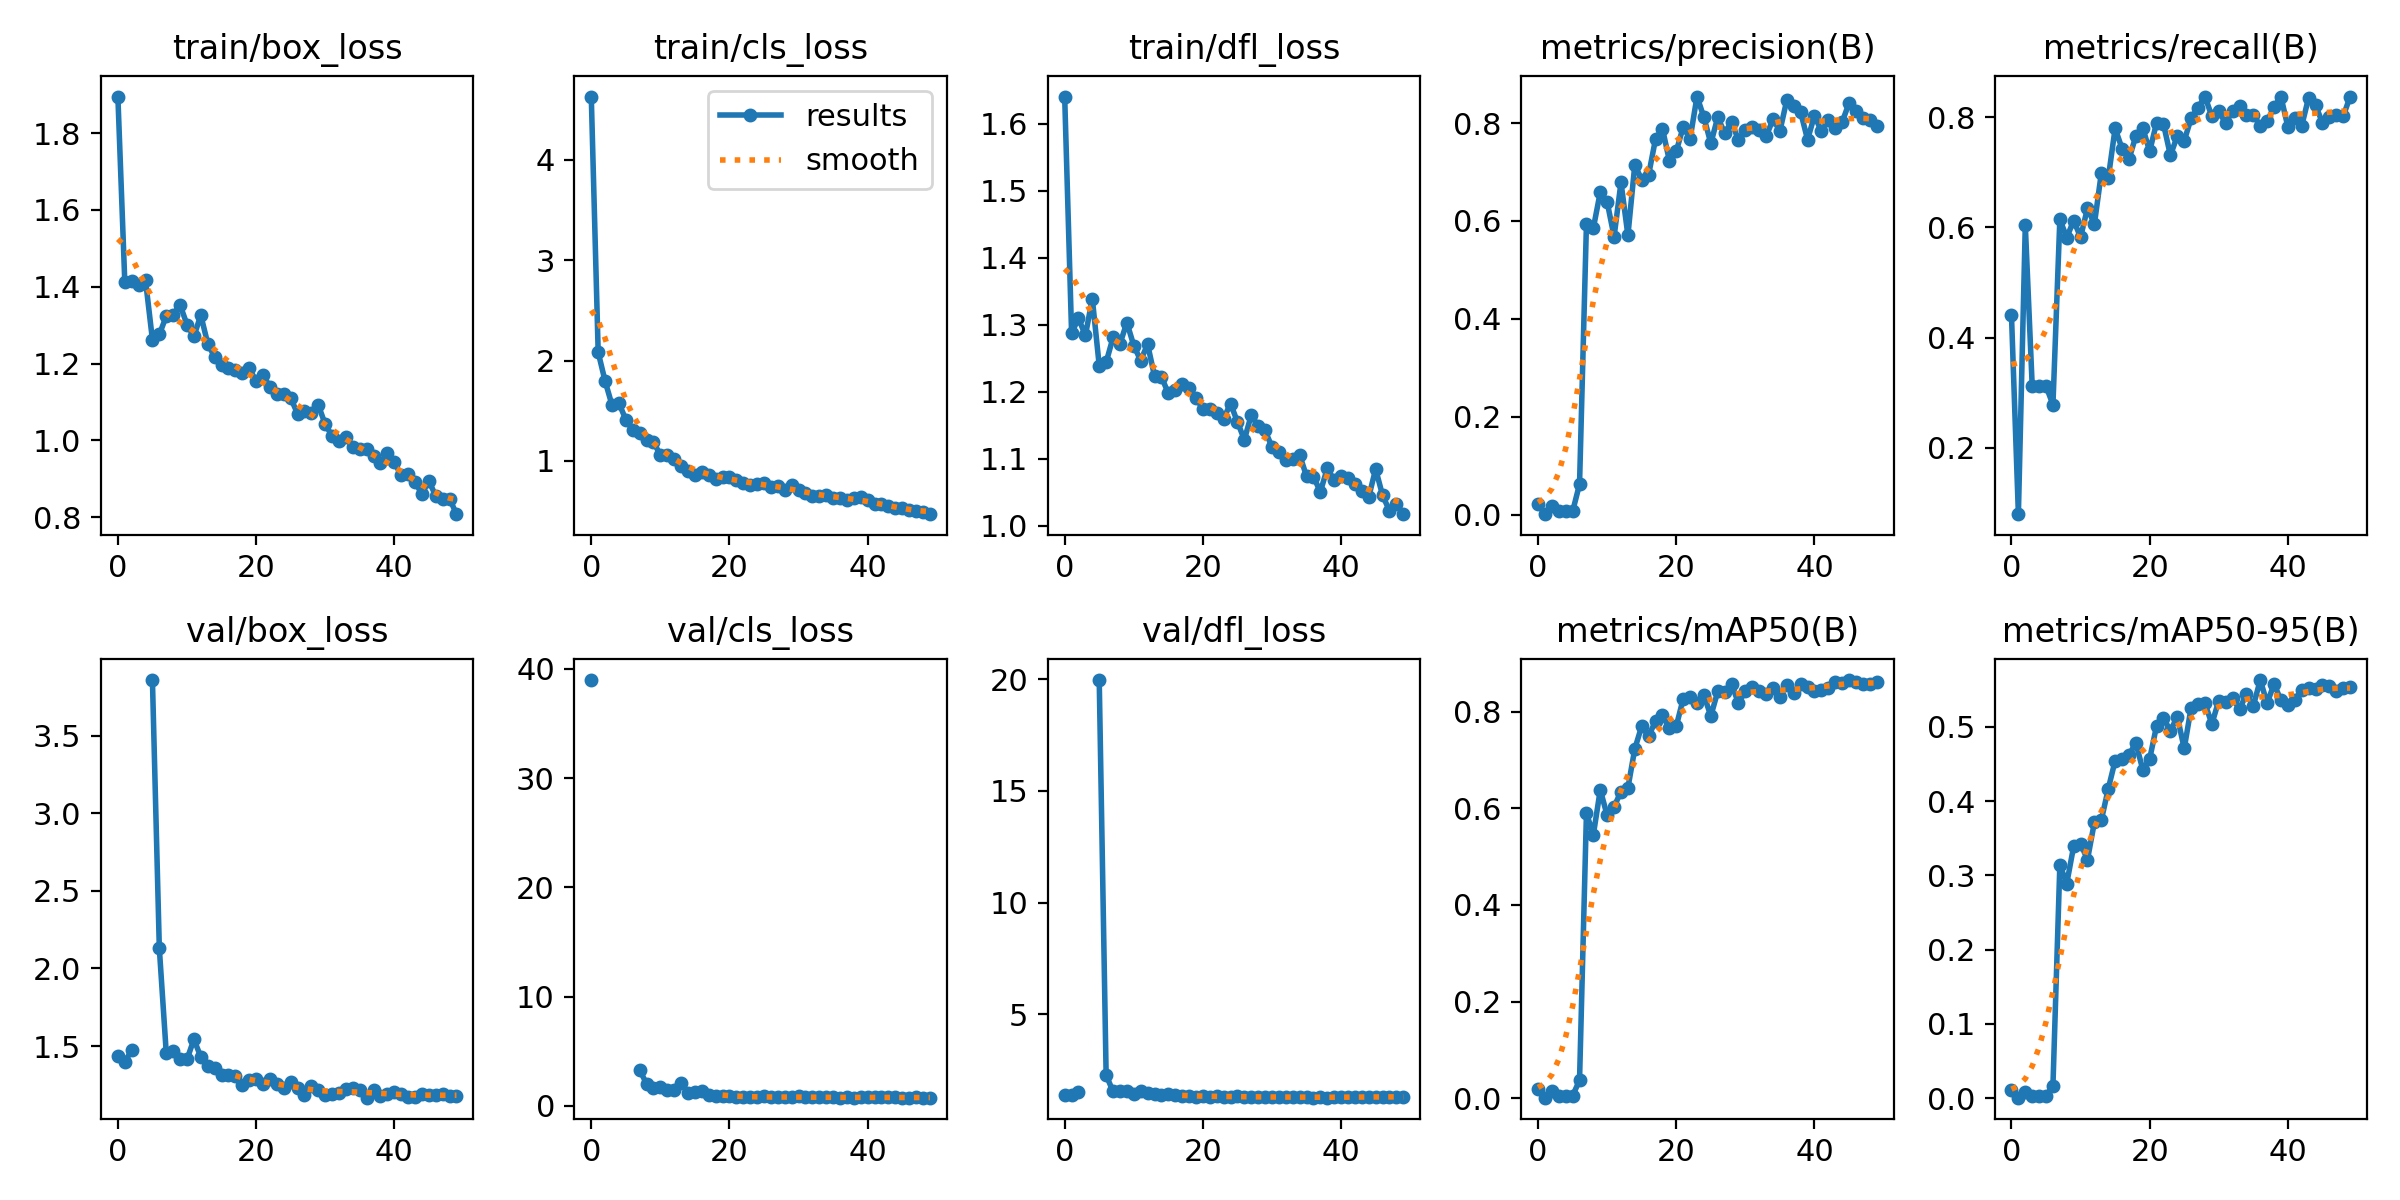 train/box_loss
1.8
1.6
1.4
1.2
1.0
0.8
0 20 40
train/cls_loss
results
smooth
4
3
2
1
0 20 40
train/dfl_loss
1.6
1.5
1.4
1.3
1.2
1.1
1.0
0 20 40
metrics/precision(B)
0.8
0.6
0.4
0.2
0.0
0 20 40
metrics/recall(B)
0.8
0.6
0.4
0.2
0 20 40
val/box_loss
3.5
3.0
2.5
2.0
1.5
0 20 40
val/cls_loss
40
30
20
10
0
0 20 40
val/dfl_loss
20
15
10
5
0 20 40
metrics/mAP50(B)
0.8
0.6
0.4
0.2
0.0
0 20 40
metrics/mAP50-95(B)
0.5
0.4
0.3
0.2
0.1
0.0
0 20 40